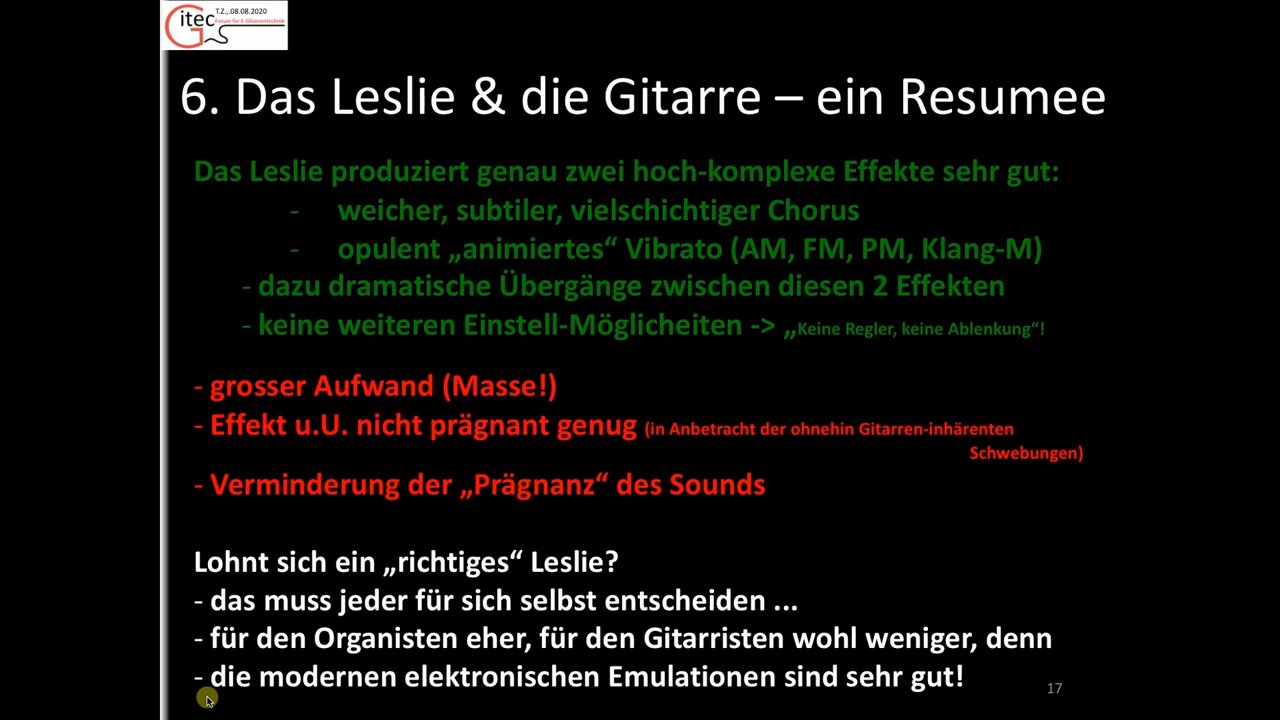 Gitec
T.Z.,.08.08.2020
Forum für E-Gitarrentechnik
6. Das Leslie & die Gitarre – ein Resumee
Das Leslie produziert genau zwei hoch-komplexe Effekte sehr gut:
- weicher, subtiler, vielschichtiger Chorus
- opulent „animiertes“ Vibrato (AM, FM, PM, Klang-M)
- dazu dramatische Übergänge zwischen diesen 2 Effekten
- keine weiteren Einstell-Möglicheiten -> „Keine Regler, keine Ablenkung“!
- grosser Aufwand (Masse!)
- Effekt u.U. nicht prägnant genug (in Anbetracht der ohnehin Gitarren-inhärenten
Schwebungen)
- Verminderung der „Prägnanz“ des Sounds
Lohnt sich ein „richtiges“ Leslie?
- das muss jeder für sich selbst entscheiden ...
- für den Organisten eher, für den Gitarristen wohl weniger, denn
- die modernen elektronischen Emulationen sind sehr gut!
17